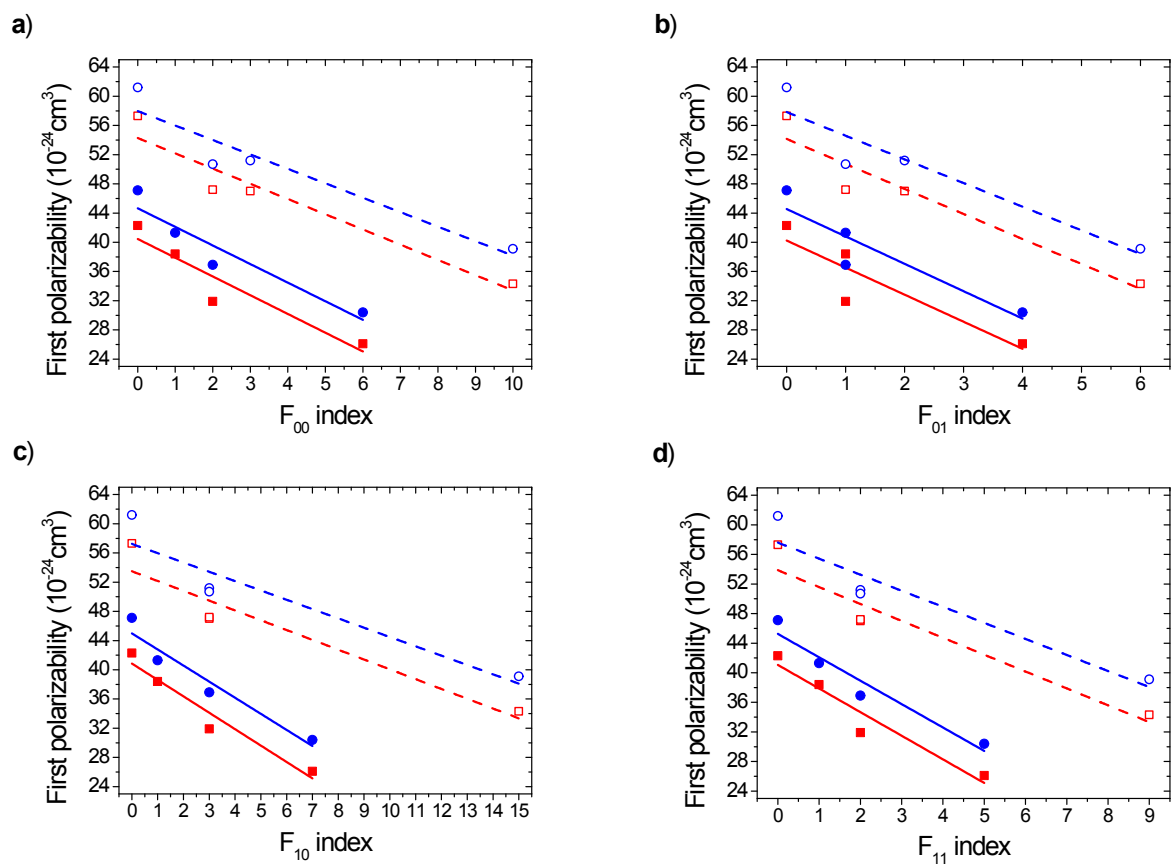 a)
64
60
56
52
48
44
40
36
32
28
24
First polarizability (10⁻²⁴cm³)
0 1 2 3 4 5 6 7 8 9 10
F₀₀ index
b)
64
60
56
52
48
44
40
36
32
28
24
First polarizability (10⁻²⁴cm³)
0 1 2 3 4 5 6
F₀₁ index
c)
64
60
56
52
48
44
40
36
32
28
24
First polarizability (10⁻²⁴cm³)
0 1 2 3 4 5 6 7 8 9 10 11 12 13 14 15
F₁₀ index
d)
64
60
56
52
48
44
40
36
32
28
24
First polarizability (10⁻²⁴cm³)
0 1 2 3 4 5 6 7 8 9
F₁₁ index